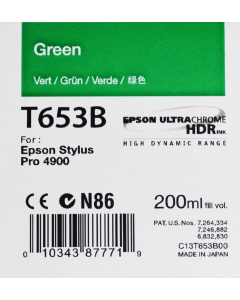 Green
Vert / Grün / Verde / 绿色
T653B
EPSON ULTRACHROME
HDR INK
HIGH DYNAMIC RANGE
For :
Epson Stylus
Pro 4900
CE N86
200ml fill vol.
PAT. U.S. Nos. 7,264,334
7,246,882
6,832,830
C13T653B00
MADE IN JAPAN
0 10343 87771 9